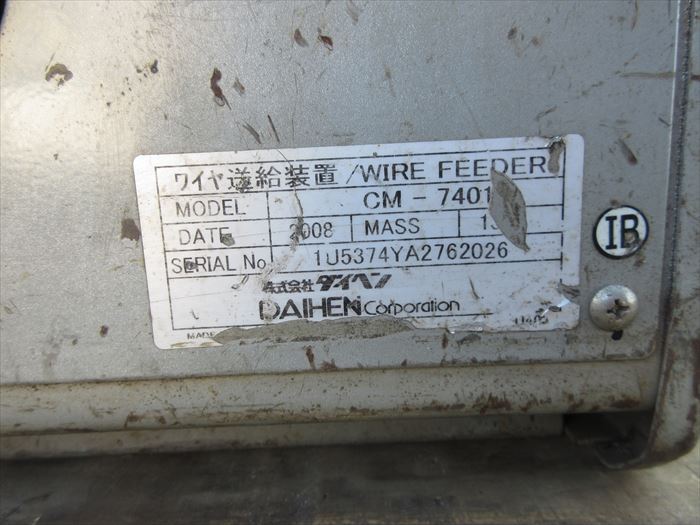 ワイヤ送給装置/WIRE FEEDER
MODEL CM-7401
DATE 2008 MASS
SERIAL No. 1U5374YA2762026
株式会社ダイヘン
DAIHEN Corporation
MADE
IB